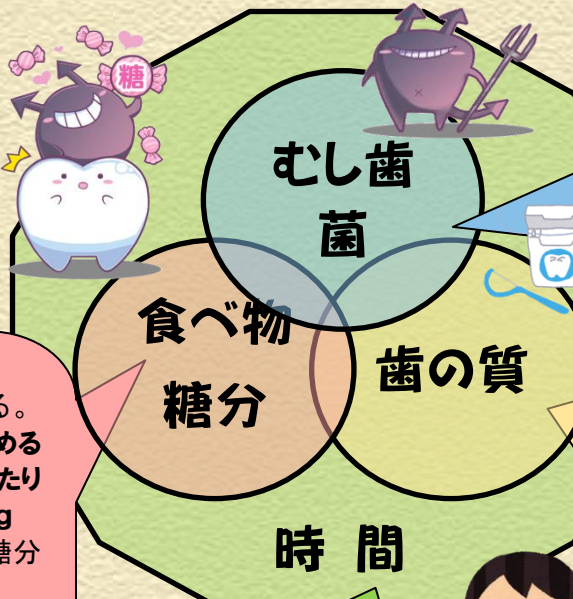 糖
むし歯
菌
食べ物
糖分
歯の質
る。
める
たり
g
糖分
時 間